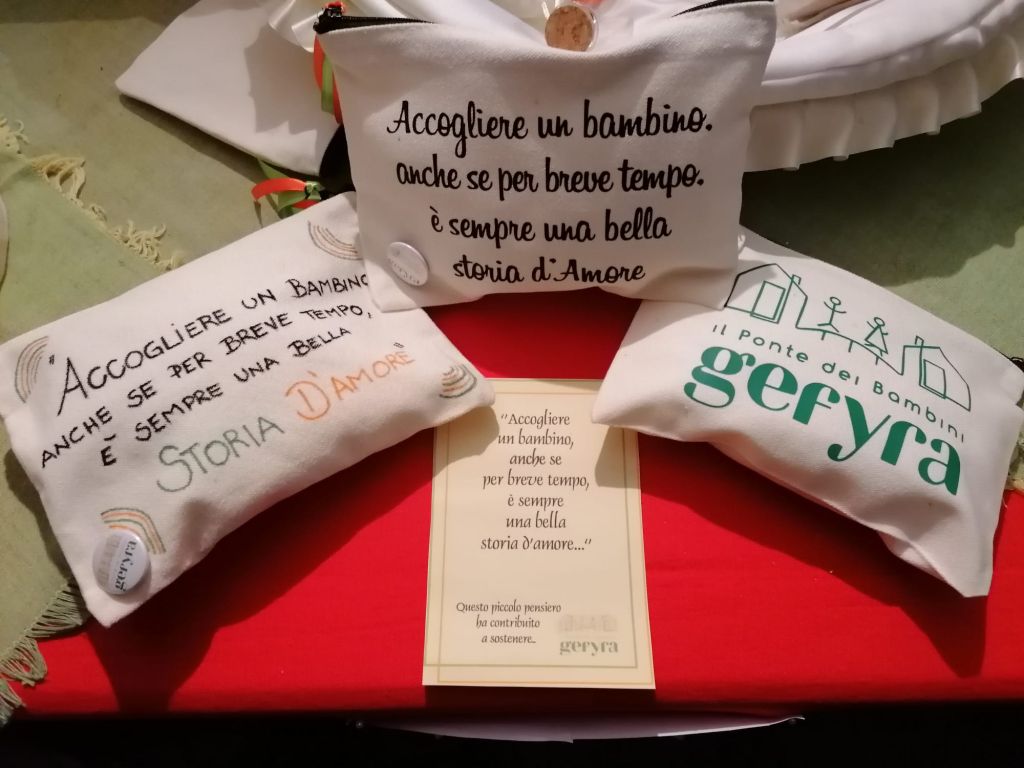 Accogliere un bambino.
anche se per breve tempo.
è sempre una bella
storia d'Amore
gefyra
"ACCOGLIERE UN BAMBINO
ANCHE SE PER BREVE TEMPO,
È SEMPRE UNA BELLA
STORIA D'AMORE"
gefyra
Il Ponte dei Bambini
gefyra
"Accogliere
un bambino,
anche se
per breve tempo,
è sempre
una bella
storia d'amore..."
Questo piccolo pensiero
ha contribuito
a sostenere..
gefyra